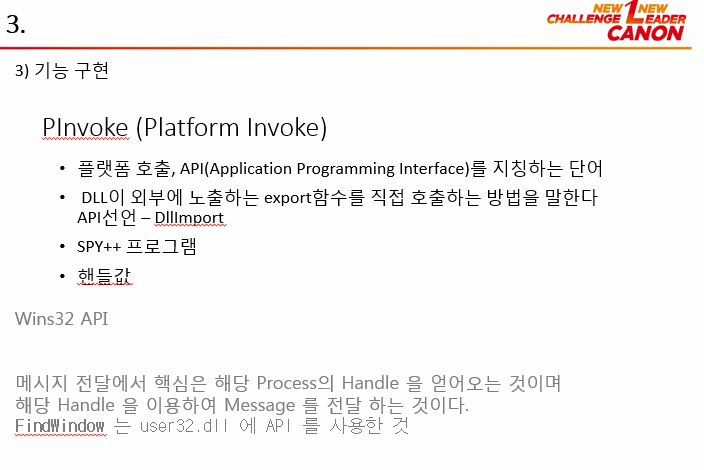 3.
NEW 1 NEW
CHALLENGE LEADER
CANON
3) 기능 구현
PInvoke (Platform Invoke)
• 플랫폼 호출, API(Application Programming Interface)를 지칭하는 단어
• DLL이 외부에 노출하는 export함수를 직접 호출하는 방법을 말한다
API선언 – DllImport
• SPY++ 프로그램
• 핸들값
Wins32 API
메시지 전달에서 핵심은 해당 Process의 Handle 을 얻어오는 것이며
해당 Handle 을 이용하여 Message 를 전달 하는 것이다.
FindWindow 는 user32.dll 에 API 를 사용한 것